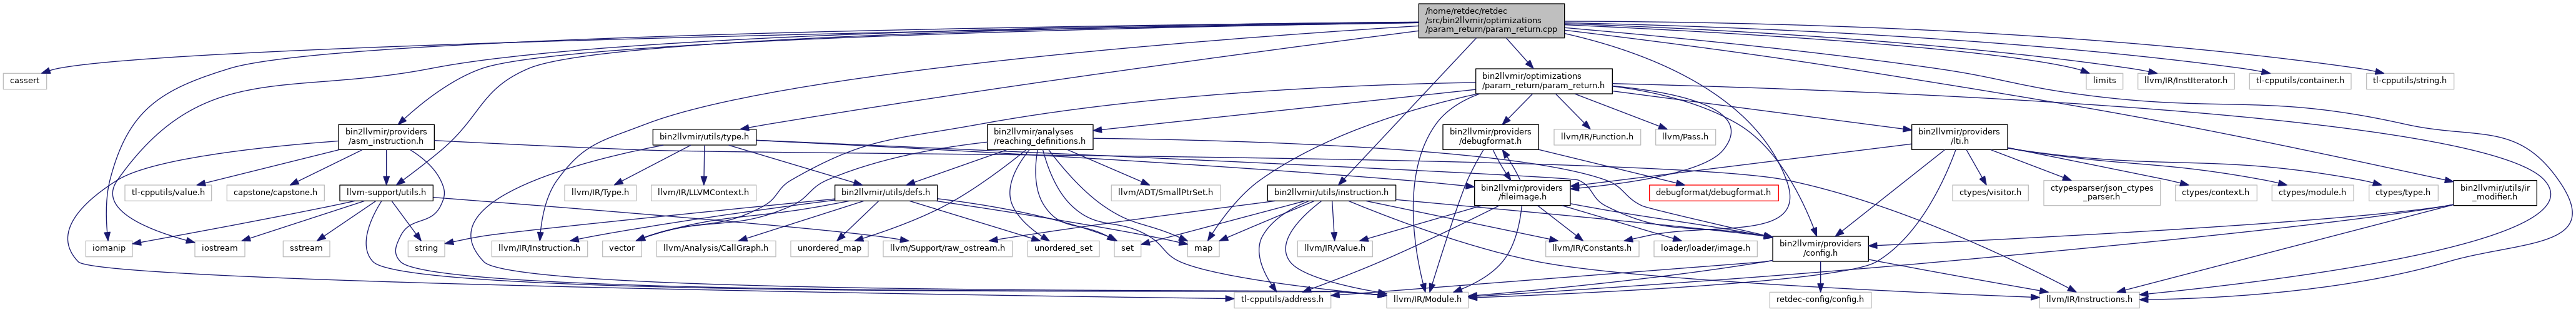 /home/retdec/retdec
/src/bin2llvmir/optimizations
/param_return/param_return.cpp
cassert
bin2llvmir/optimizations
/param_return/param_return.h
limits
llvm/IR/InstIterator.h
tl-cpputils/container.h
tl-cpputils/string.h
bin2llvmir/providers
/asm_instruction.h
bin2llvmir/utils/type.h
bin2llvmir/analyses
/reaching_definitions.h
bin2llvmir/providers
/debugformat.h
llvm/IR/Function.h
llvm/Pass.h
bin2llvmir/providers
/lti.h
tl-cpputils/value.h
capstone/capstone.h
llvm-support/utils.h
llvm/IR/Type.h
llvm/IR/LLVMContext.h
bin2llvmir/utils/defs.h
llvm/ADT/SmallPtrSet.h
bin2llvmir/utils/instruction.h
bin2llvmir/providers
/fileimage.h
debugformat/debugformat.h
ctypes/visitor.h
ctypesparser/json_ctypes
_parser.h
ctypes/context.h
ctypes/module.h
ctypes/type.h
bin2llvmir/utils/ir
_modifier.h
iomanip
iostream
sstream
string
llvm/IR/Instruction.h
vector
llvm/Analysis/CallGraph.h
unordered_map
llvm/Support/raw_ostream.h
unordered_set
set
map
llvm/IR/Value.h
llvm/IR/Constants.h
loader/loader/image.h
bin2llvmir/providers
/config.h
tl-cpputils/address.h
llvm/IR/Module.h
retdec-config/config.h
llvm/IR/Instructions.h